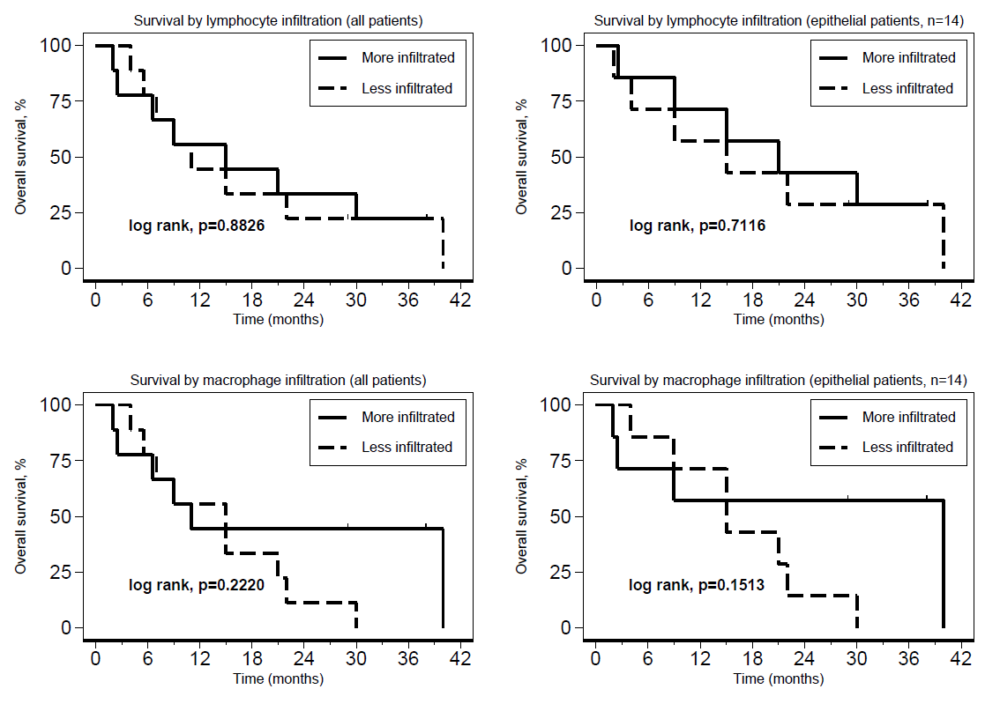 Survival by lymphocyte infiltration (all patients)
100
75
50
25
0
Overall survival, %
More infiltrated
Less infiltrated
log rank, p=0.8826
0 6 12 18 24 30 36 42
Time (months)
Survival by lymphocyte infiltration (epithelial patients, n=14)
100
75
50
25
0
Overall survival, %
More infiltrated
Less infiltrated
log rank, p=0.7116
0 6 12 18 24 30 36 42
Time (months)
Survival by macrophage infiltration (all patients)
100
75
50
25
0
Overall survival, %
More infiltrated
Less infiltrated
log rank, p=0.2220
0 6 12 18 24 30 36 42
Time (months)
Survival by macrophage infiltration (epithelial patients, n=14)
100
75
50
25
0
Overall survival, %
More infiltrated
Less infiltrated
log rank, p=0.1513
0 6 12 18 24 30 36 42
Time (months)